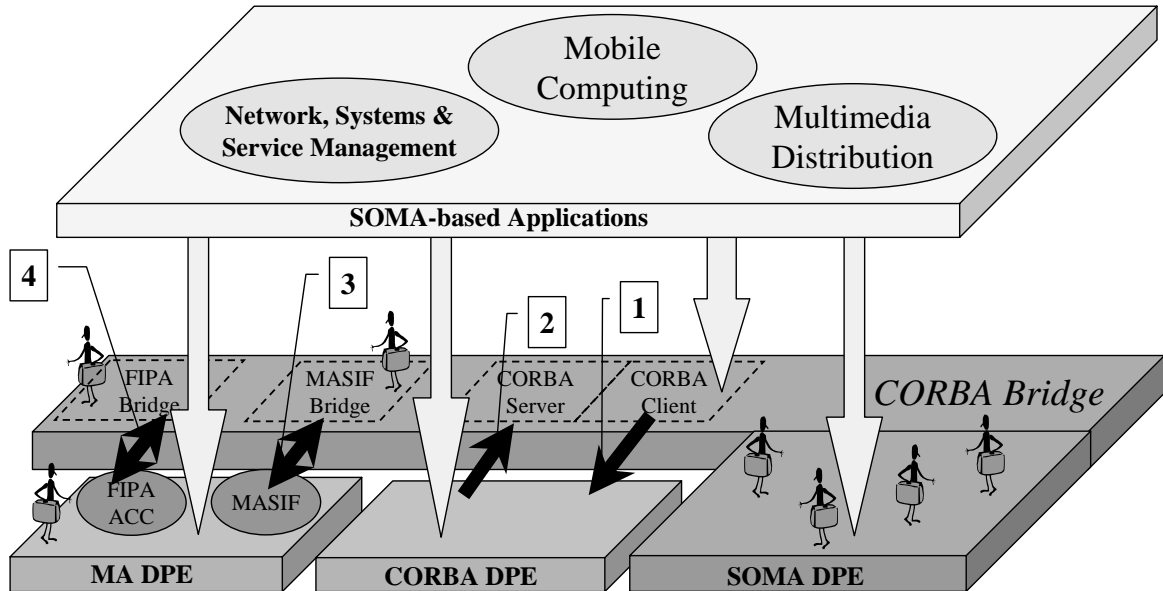 Mobile
Computing
Network, Systems &
Service Management
Multimedia
Distribution
SOMA-based Applications
4
3
2
1
FIPA
Bridge
MASIF
Bridge
CORBA
Server
CORBA
Client
CORBA Bridge
FIPA
ACC
MASIF
MA DPE
CORBA DPE
SOMA DPE